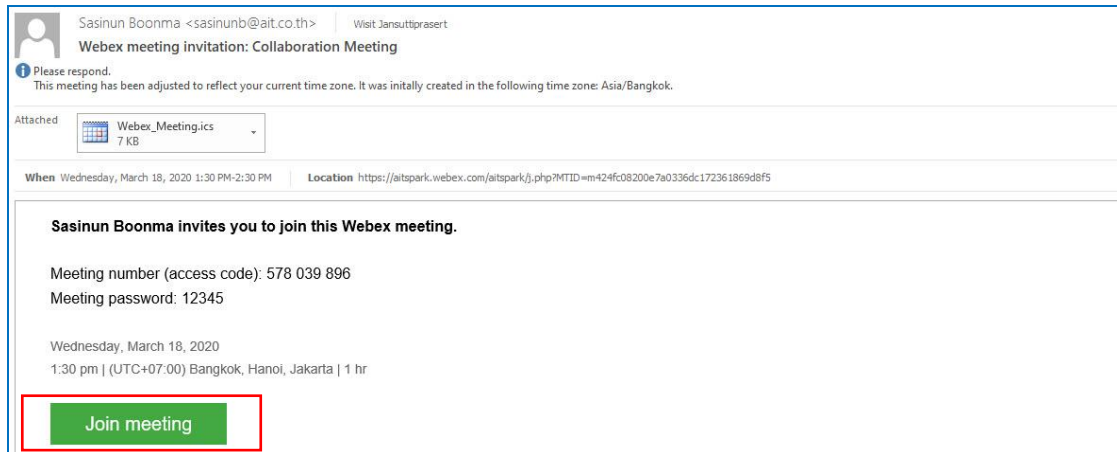 Sasinun Boonma <sasinunb@ait.co.th> Visit Jansuttiprasert
Webex meeting invitation: Collaboration Meeting
Please respond.
This meeting has been adjusted to reflect your current time zone. It was initally created in the following time zone: Asia/Bangkok.
Attached
Webex_Meeting.ics
7 KB
When Wednesday, March 18, 2020 1:30 PM-2:30 PM Location https://aitspark.webex.com/aitspark/j.php?MTID=m424fc08200e7a0336dc172361869d8f5
Sasinun Boonma invites you to join this Webex meeting.
Meeting number (access code): 578 039 896
Meeting password: 12345
Wednesday, March 18, 2020
1:30 pm | (UTC+07:00) Bangkok, Hanoi, Jakarta | 1 hr
Join meeting